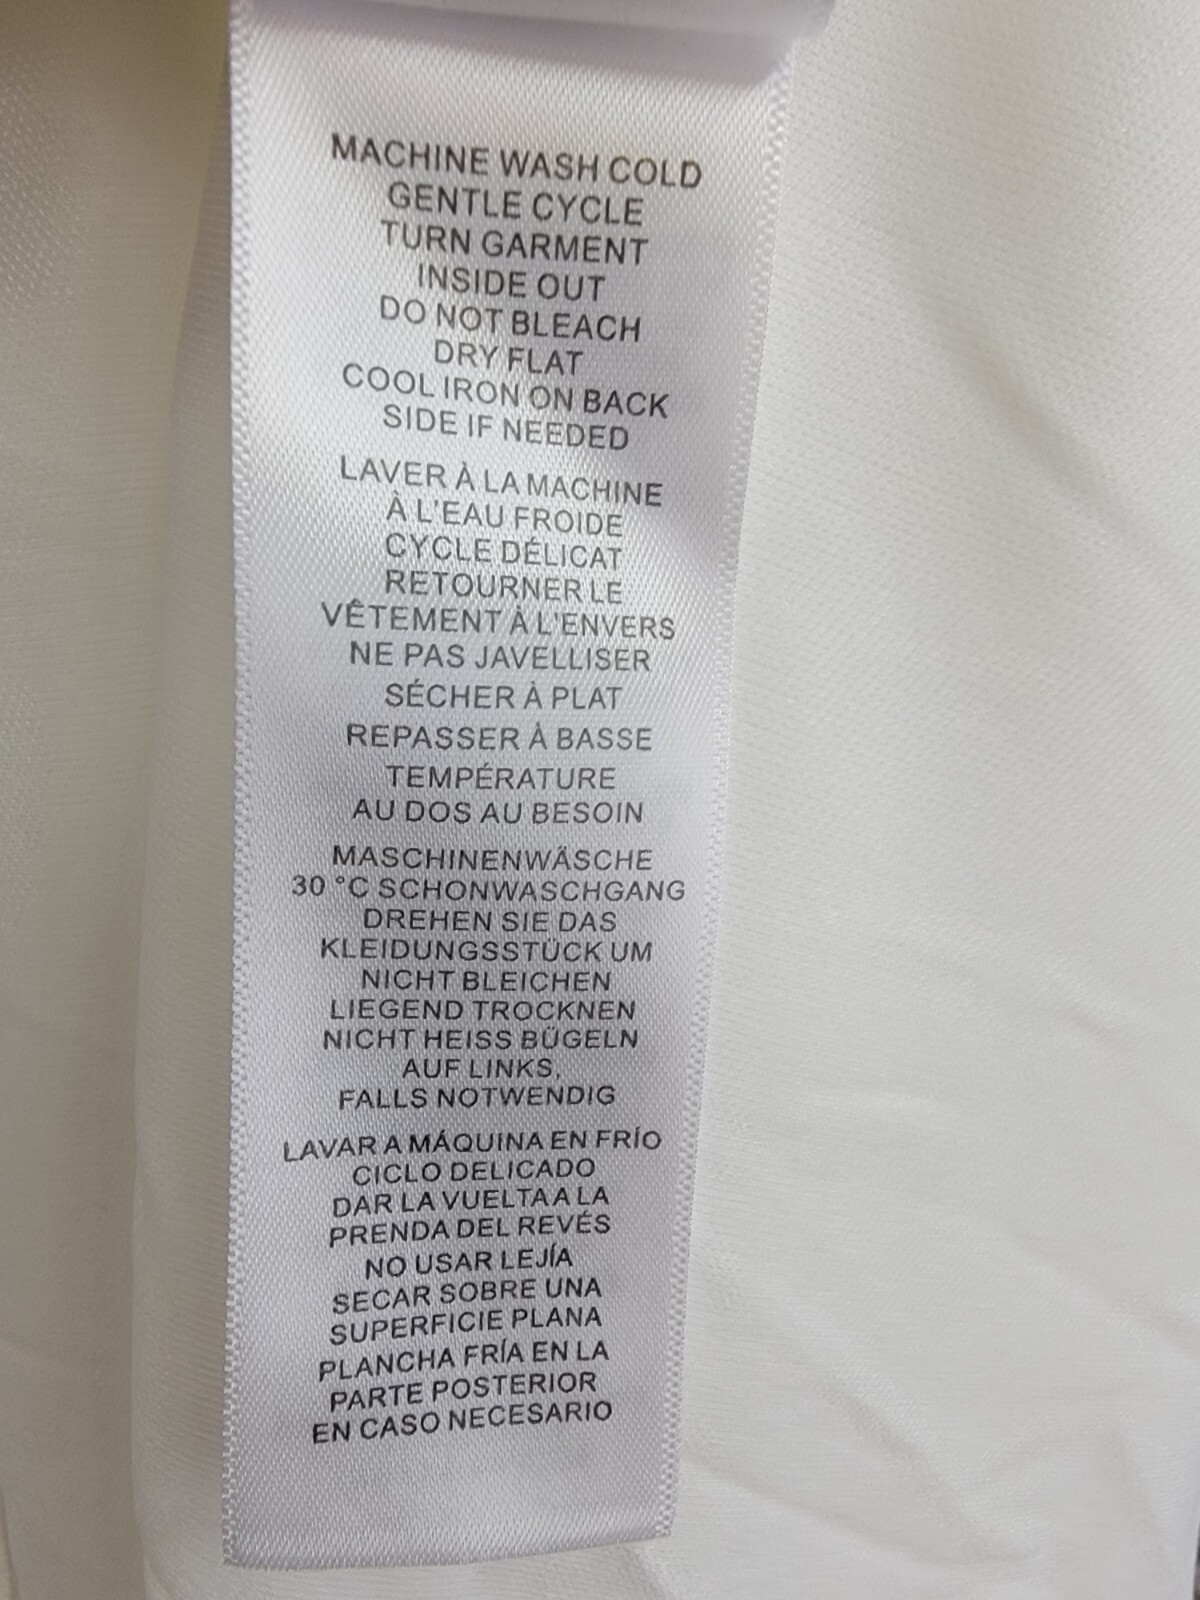 MACHINE WASH COLD
GENTLE CYCLE
TURN GARMENT
INSIDE OUT
DO NOT BLEACH
DRY FLAT
COOL IRON ON BACK
SIDE IF NEEDED
LAVER À LA MACHINE
À L'EAU FROIDE
CYCLE DÉLICAT
RETOURNER LE
VÊTEMENT À L'ENVERS
NE PAS JAVELLISER
SÉCHER À PLAT
REPASSER À BASSE
TEMPÉRATURE
AU DOS AU BESOIN
MASCHINENWÄSCHE
30 °C SCHONWASCHGANG
DREHEN SIE DAS
KLEIDUNGSSTÜCK UM
NICHT BLEICHEN
LIEGEND TROCKNEN
NICHT HEISS BÜGELN
AUF LINKS,
FALLS NOTWENDIG
LAVAR A MÁQUINA EN FRÍO
CICLO DELICADO
DAR LA VUELTA A LA
PRENDA DEL REVÉS
NO USAR LEJÍA
SECAR SOBRE UNA
SUPERFICIE PLANA
PLANCHA FRÍA EN LA
PARTE POSTERIOR
EN CASO NECESARIO